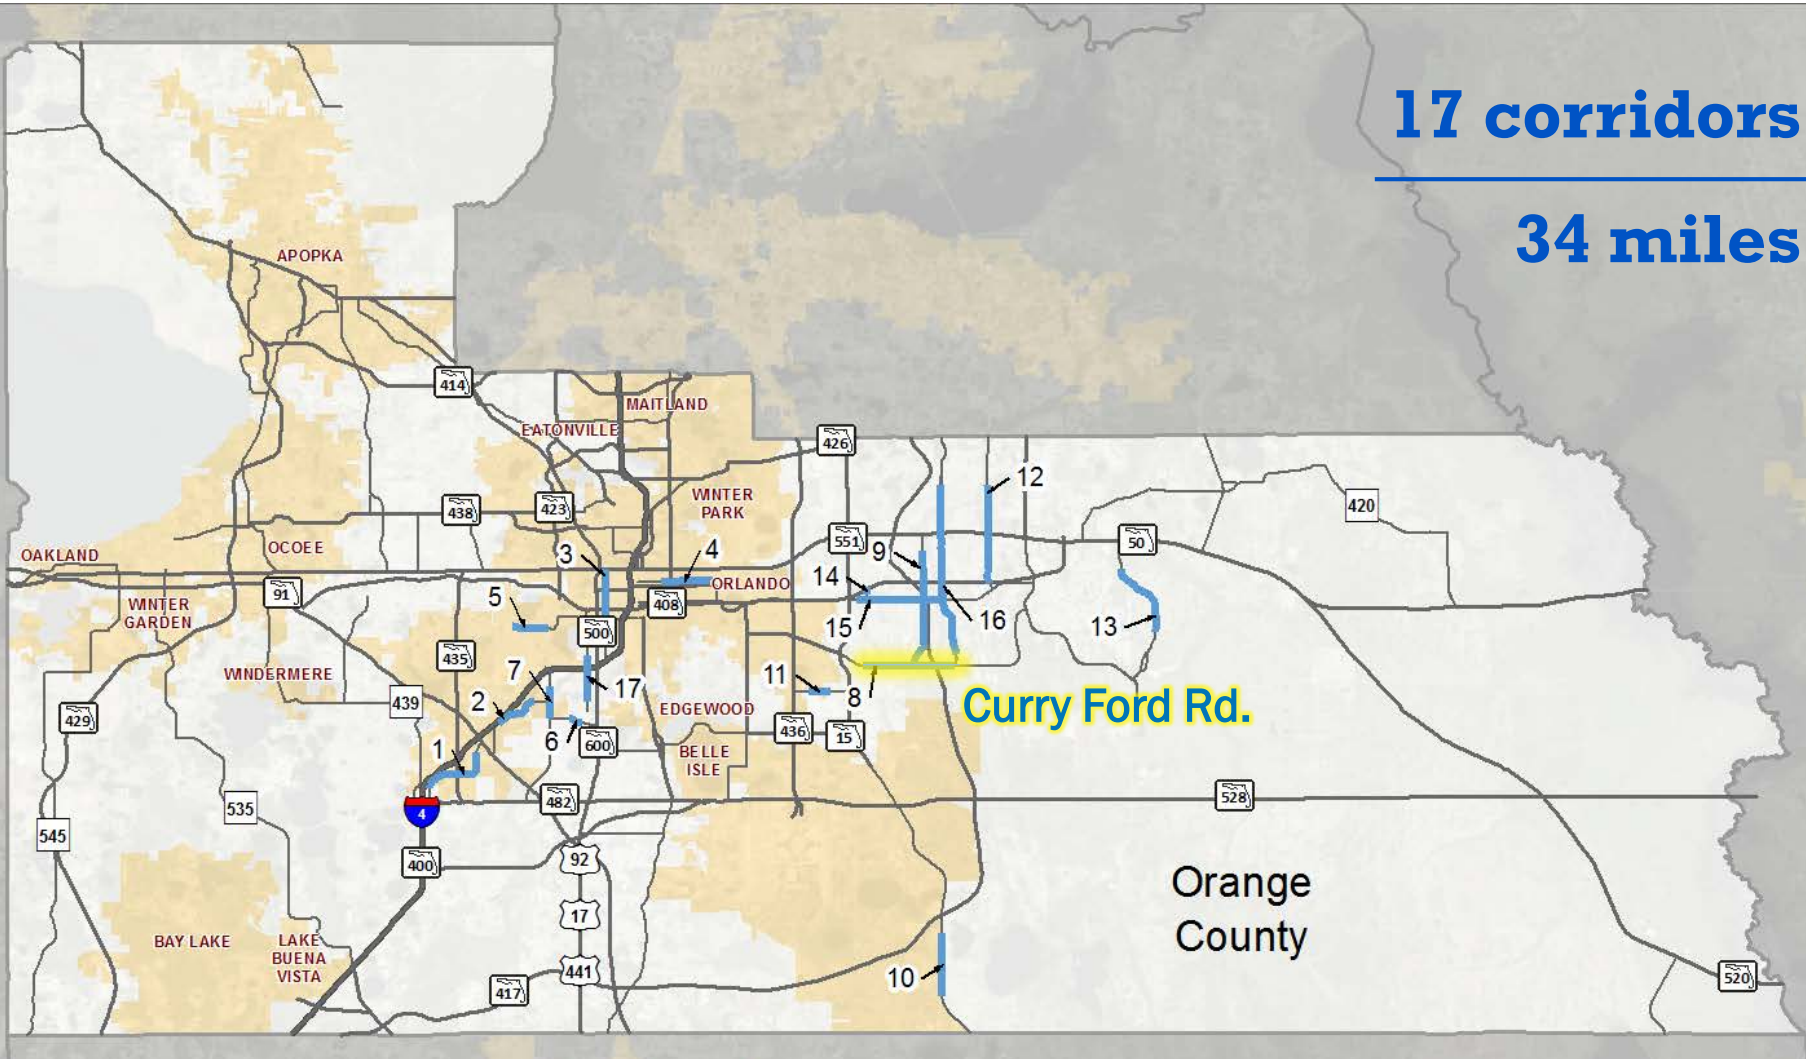 17 corridors
34 miles
APOPKA
414
MAITLAND
EATONVILLE
426
12
WINTER
PARK
420
438
423
551
50
OAKLAND
OCOEE
3
4
9
ORLANDO
14
91
5
408
WINTER
GARDEN
15
16
13
500
435
7
11
8
WINDERMERE
17
439
2
EDGEWOOD
Curry Ford Rd.
429
6
600
436
15
1
BELLE
ISLE
482
528
4
535
545
400
92
Orange
County
17
BAY LAKE
LAKE
BUENA
VISTA
441
10
417
520